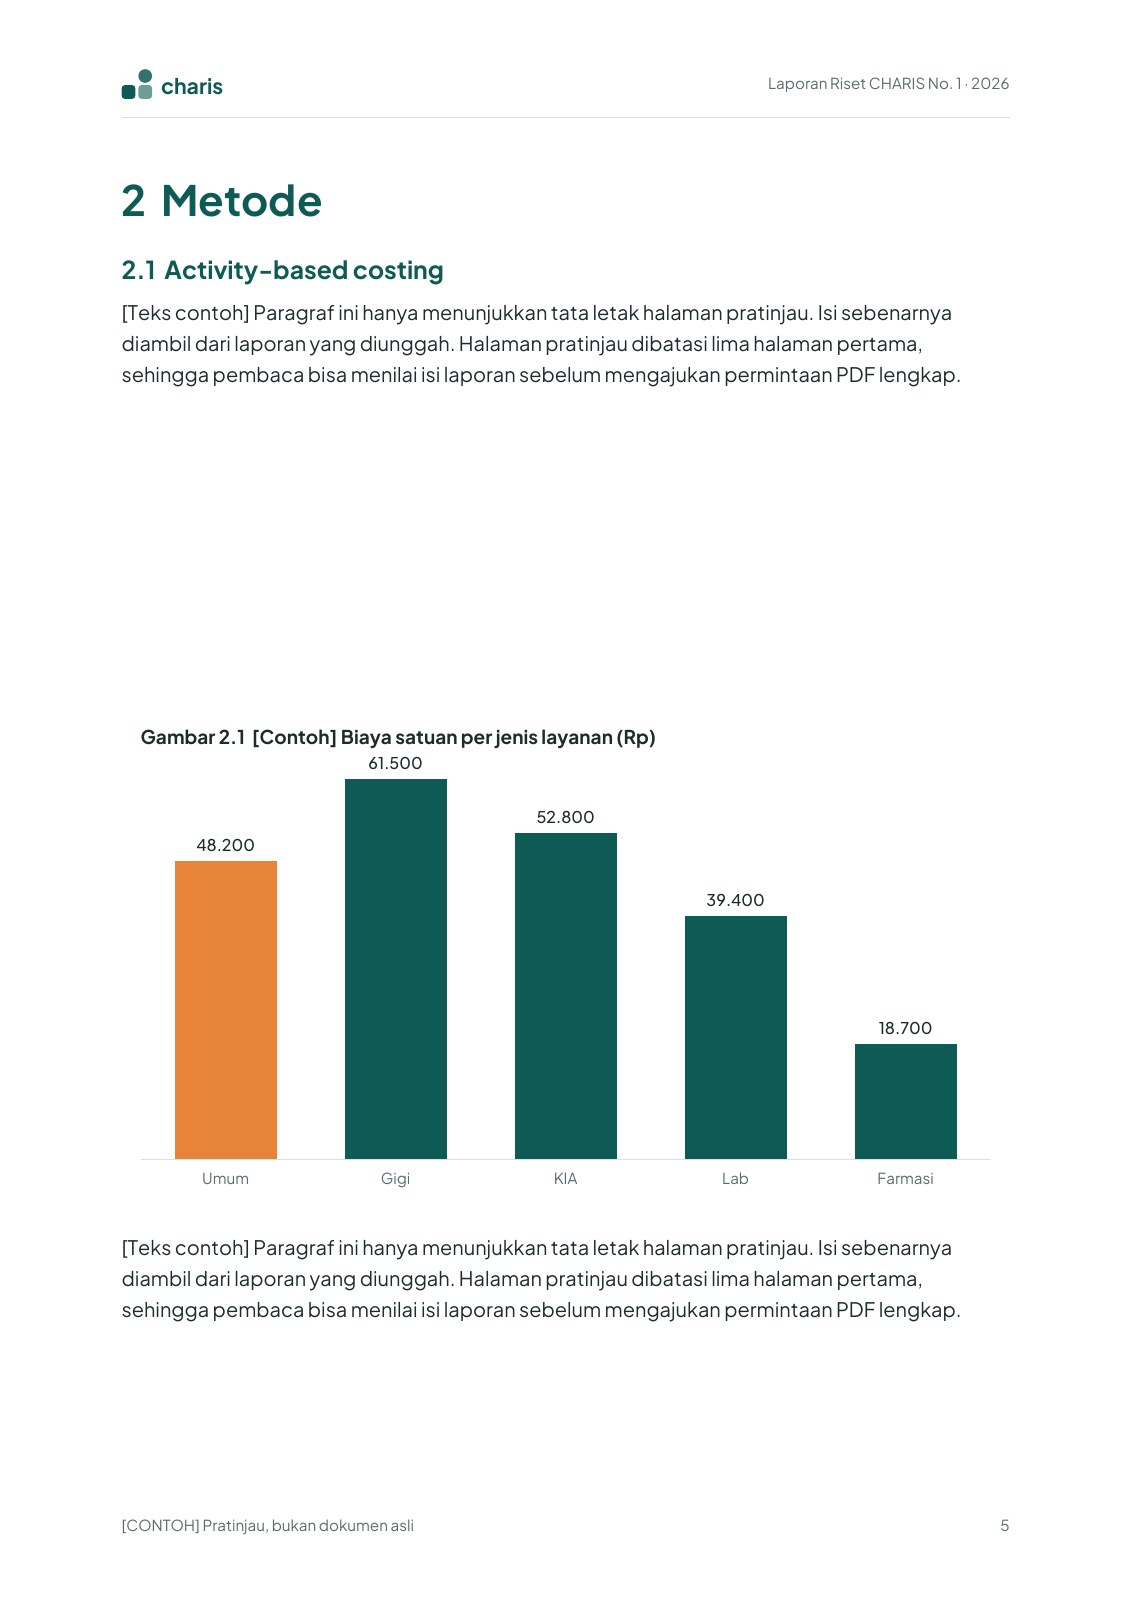 charis
Laporan Riset CHARIS No. 1 · 2026
2 Metode
2.1 Activity-based costing
[Teks contoh] Paragraf ini hanya menunjukkan tata letak halaman pratinjau. Isi sebenarnya
diambil dari laporan yang diunggah. Halaman pratinjau dibatasi lima halaman pertama,
sehingga pembaca bisa menilai isi laporan sebelum mengajukan permintaan PDF lengkap.
Gambar 2.1 [Contoh] Biaya satuan per jenis layanan (Rp)
61.500
52.800
48.200
39.400
18.700
Umum
Gigi
KIA
Lab
Farmasi
[Teks contoh] Paragraf ini hanya menunjukkan tata letak halaman pratinjau. Isi sebenarnya
diambil dari laporan yang diunggah. Halaman pratinjau dibatasi lima halaman pertama,
sehingga pembaca bisa menilai isi laporan sebelum mengajukan permintaan PDF lengkap.
[CONTOH] Pratinjau, bukan dokumen asli
5